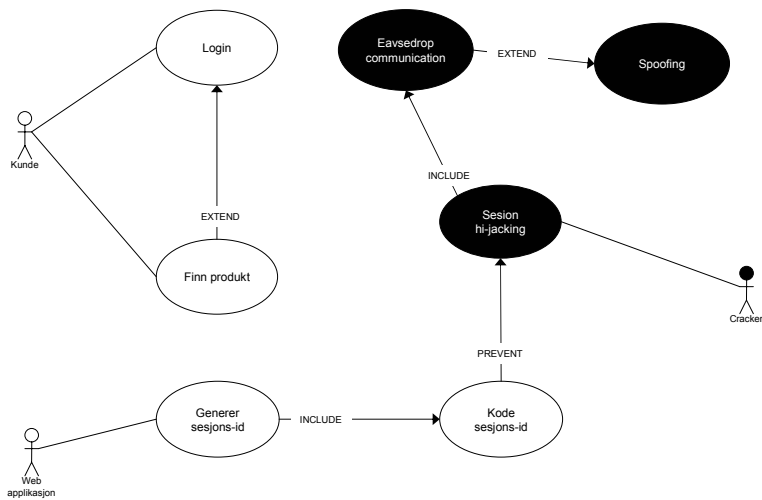 Login
Eavsedrop
communication
EXTEND
Spoofing
Kunde
INCLUDE
EXTEND
Sesion
hi-jacking
Finn produkt
Cracker
PREVENT
Generer
sesjons-id
INCLUDE
Kode
sesjons-id
Web
applikasjon